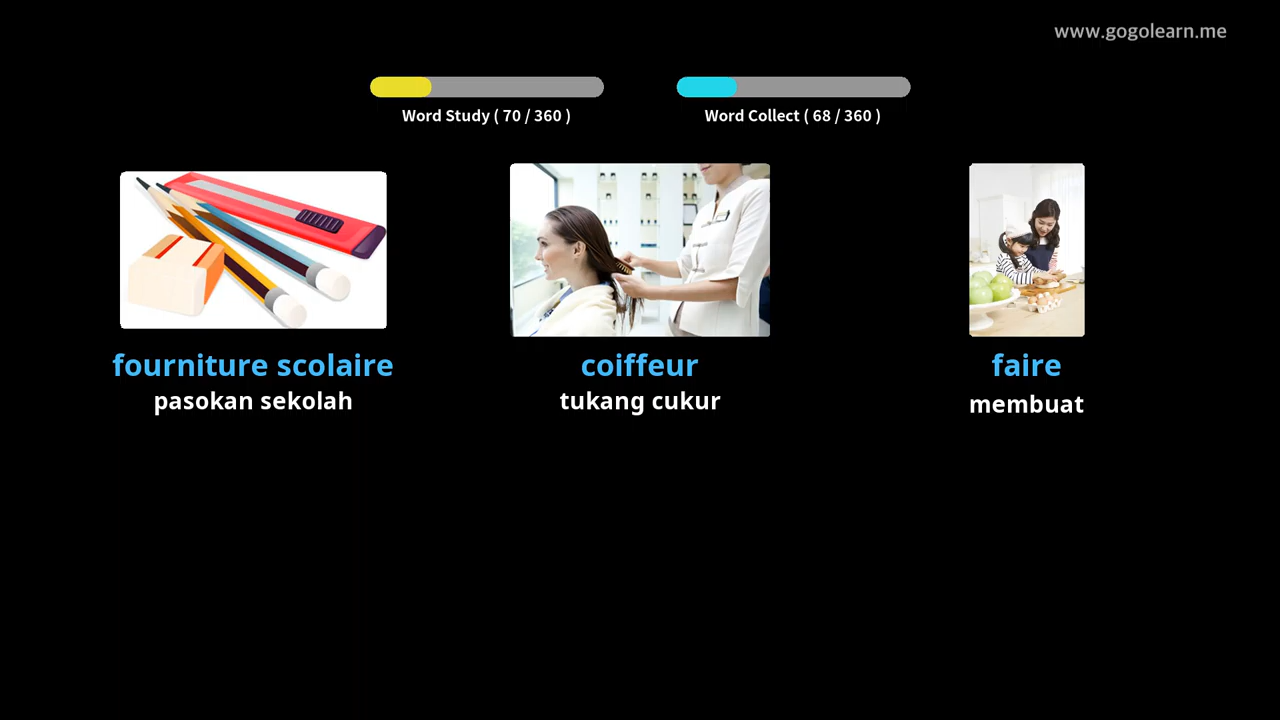 www.gogolearn.me
Word Study ( 70 / 360 )
Word Collect ( 68 / 360 )
fourniture scolaire
pasokan sekolah
coiffeur
tukang cukur
faire
membuat